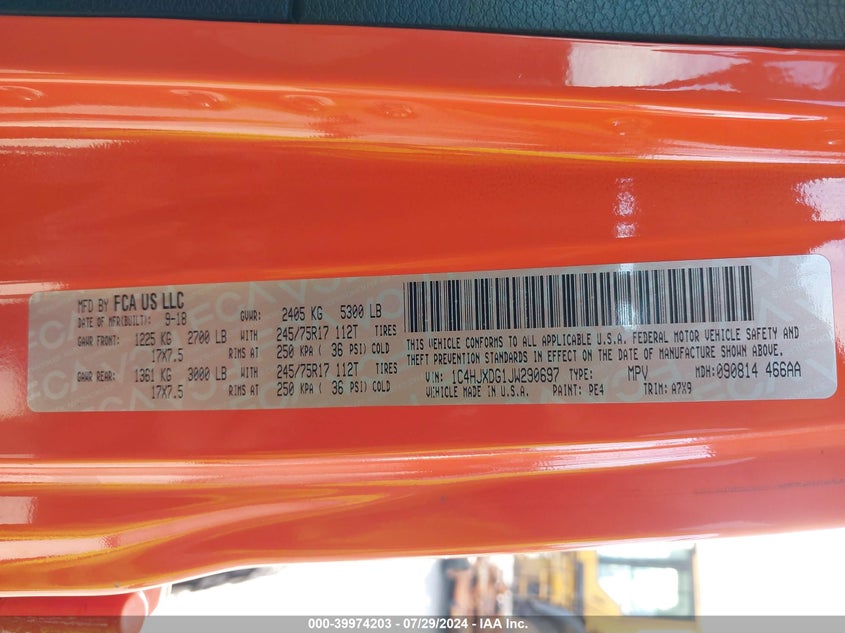 MFD BY FCA US LLC
DATE OF MFR(BUILT): 9-18 GVWR: 2405 KG 5300 LB
GAWR FRONT: 1225 KG 2700 LB WITH 245/75R17 112T TIRES
17X7.5 RIMS AT 250 KPA ( 36 PSI) COLD
GAWR REAR: 1361 KG 3000 LB WITH 245/75R17 112T TIRES
17X7.5 RIMS AT 250 KPA ( 36 PSI) COLD
THIS VEHICLE CONFORMS TO ALL APPLICABLE U.S.A. FEDERAL MOTOR VEHICLE SAFETY AND
THEFT PREVENTION STANDARDS IN EFFECT ON THE DATE OF MANUFACTURE SHOWN ABOVE.
VIN: 1C4HJXDG1JW290697 TYPE: MPV MDH:090814 466AA
VEHICLE MADE IN U.S.A. PAINT: PE4 TRIM: A7X9
000-39974203 - 07/29/2024 - IAA Inc.